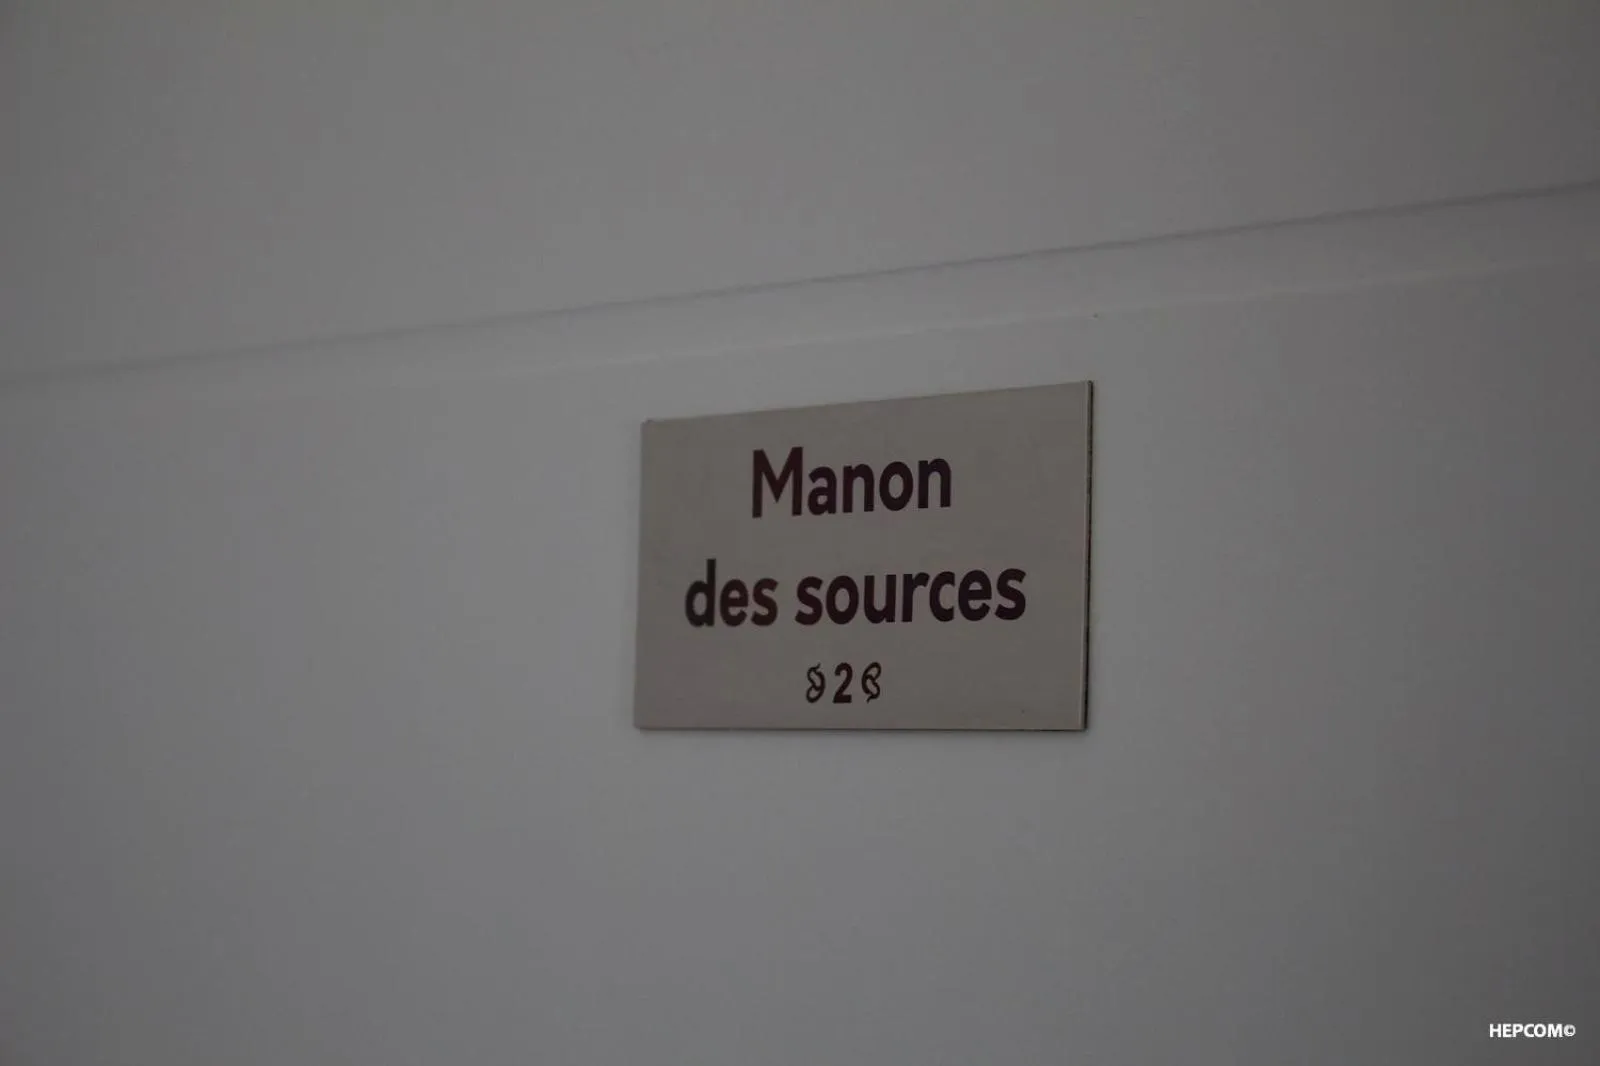 Manon
des sources
2
HEPCOM©